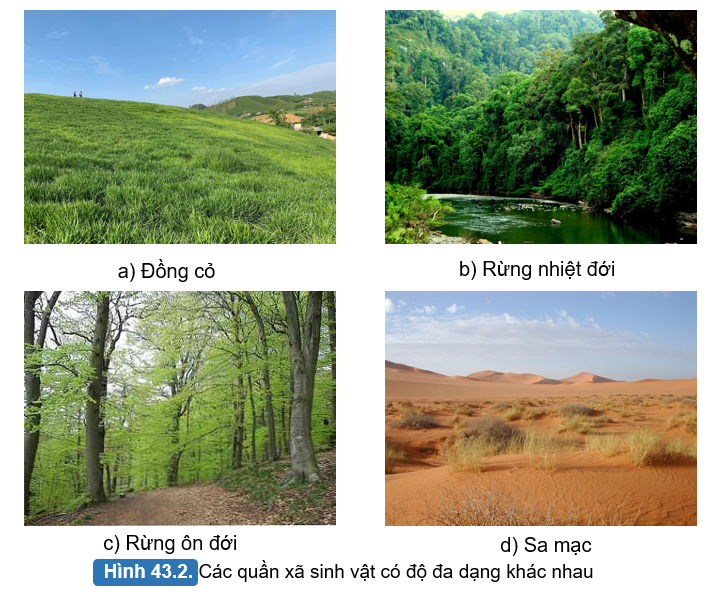 a) Đồng cỏ
b) Rừng nhiệt đới
c) Rừng ôn đới
d) Sa mạc
Hình 43.2. Các quần xã sinh vật có độ đa dạng khác nhau